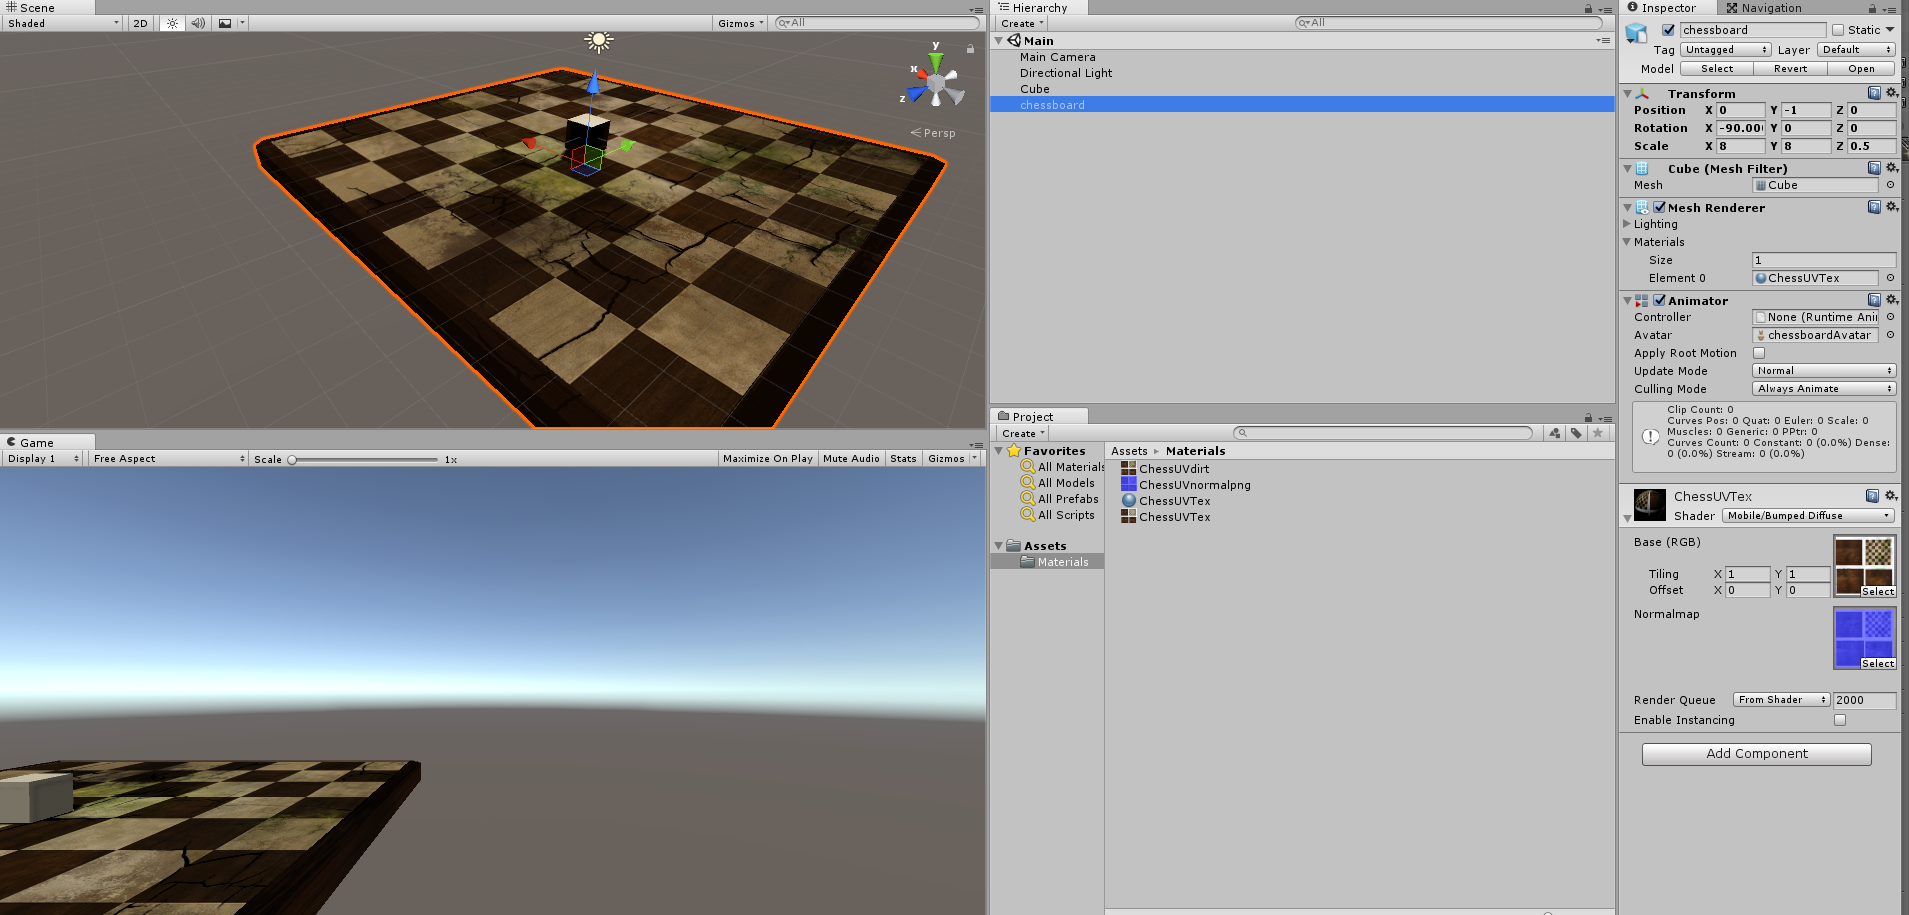 Scene
Shaded 2D Gizmos All
y
x
z
Persp
Game
Display 1 Free Aspect Scale 1x Maximize On Play Mute Audio Stats Gizmos
Hierarchy
Create All
Main
Main Camera
Directional Light
Cube
chessboard
Project
Create
Favorites
All Materials
All Models
All Prefabs
All Scripts
Assets
Materials
Assets Materials
ChessUVdirt
ChessUVnormalpng
ChessUVTex
ChessUVTex
Inspector Navigation
chessboard Static
Tag Untagged Layer Default
Model Select Revert Open
Transform
Position X 0 Y -1 Z 0
Rotation X -90.00 Y 0 Z 0
Scale X 8 Y 8 Z 0.5
Cube (Mesh Filter)
Mesh Cube
Mesh Renderer
Lighting
Materials
Size 1
Element 0 ChessUVTex
Animator
Controller None (Runtime Ani
Avatar chessboardAvatar
Apply Root Motion
Update Mode Normal
Culling Mode Always Animate
Clip Count: 0
Curves Pos: 0 Quat: 0 Euler: 0 Scale: 0
Muscles: 0 Generic: 0 PPtr: 0
Curves Count: 0 Constant: 0 (0.0%) Dense:
0 (0.0%) Stream: 0 (0.0%)
ChessUVTex
Shader Mobile/Bumped Diffuse
Base (RGB)
Tiling X 1 Y 1
Offset X 0 Y 0
Select
Normalmap
Select
Render Queue From Shader 2000
Enable Instancing
Add Component